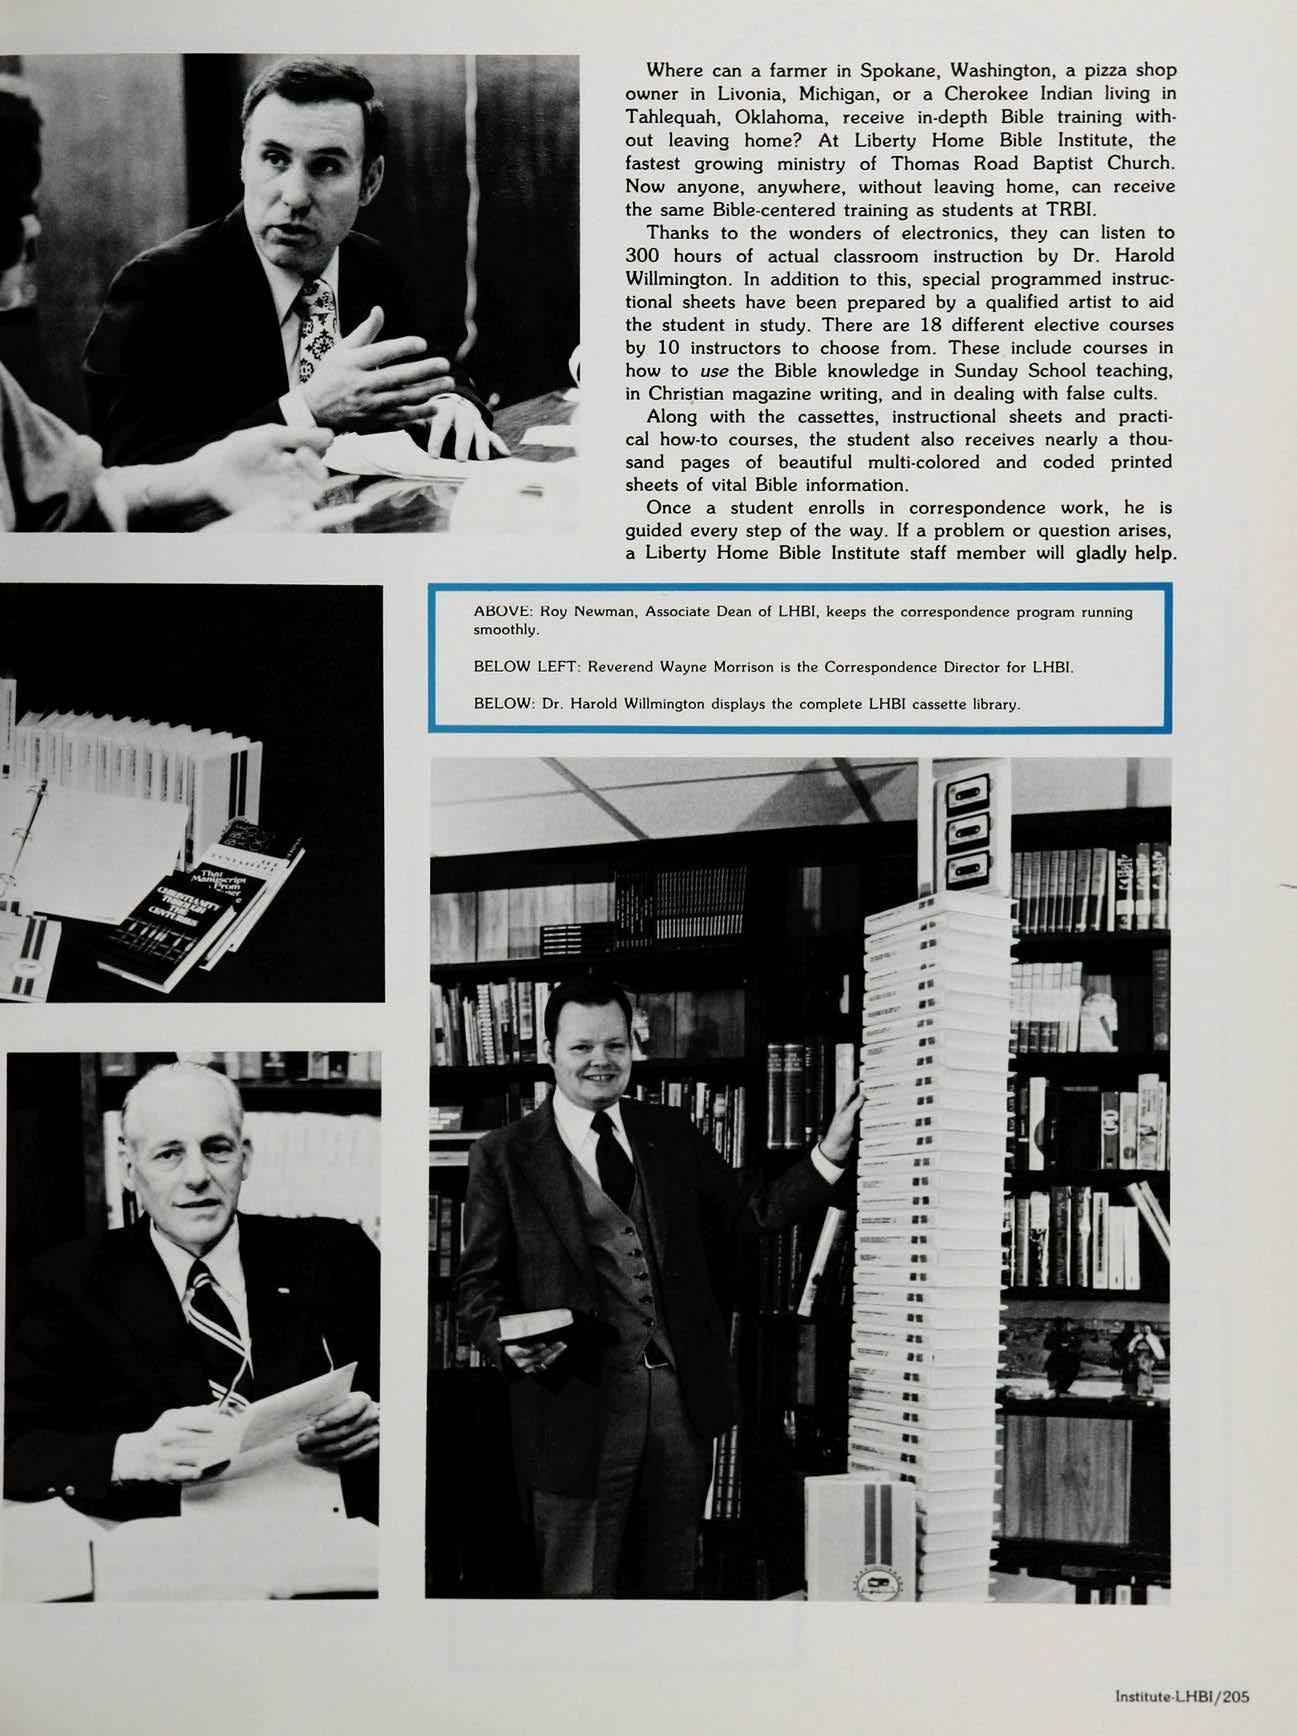 Where can a farmer in Spokane, Washington, a pizza shop
owner in Livonia, Michigan, or a Cherokee Indian living in
Tahlequah, Oklahoma, receive in-depth Bible training with-
out leaving home? At Liberty Home Bible Institute, the
fastest growing ministry of Thomas Road Baptist Church.
Now anyone, anywhere, without leaving home, can receive
the same Bible-centered training as students at TRBI.
Thanks to the wonders of electronics, they can listen to
300 hours of actual classroom instruction by Dr. Harold
Willmington. In addition to this, special programmed instruc-
tional sheets have been prepared by a qualified artist to aid
the student in study. There are 18 different elective courses
by 10 instructors to choose from. These include courses in
how to use the Bible knowledge in Sunday School teaching,
in Christian magazine writing, and in dealing with false cults.
Along with the cassettes, instructional sheets and practi-
cal how-to courses, the student also receives nearly a thou-
sand pages of beautiful multi-colored and coded printed
sheets of vital Bible information.
Once a student enrolls in correspondence work, he is
guided every step of the way. If a problem or question arises,
a Liberty Home Bible Institute staff member will gladly help.
ABOVE: Roy Newman, Associate Dean of LHBI, keeps the correspondence program running
smoothly.
BELOW LEFT: Reverend Wayne Morrison is the Correspondence Director for LHBI.
BELOW: Dr. Harold Willmington displays the complete LHBI cassette library.
That
Manuscript
From
CHRISTIANITY
THROUGH
THE
CENTURIES
Institute-LHBI/205